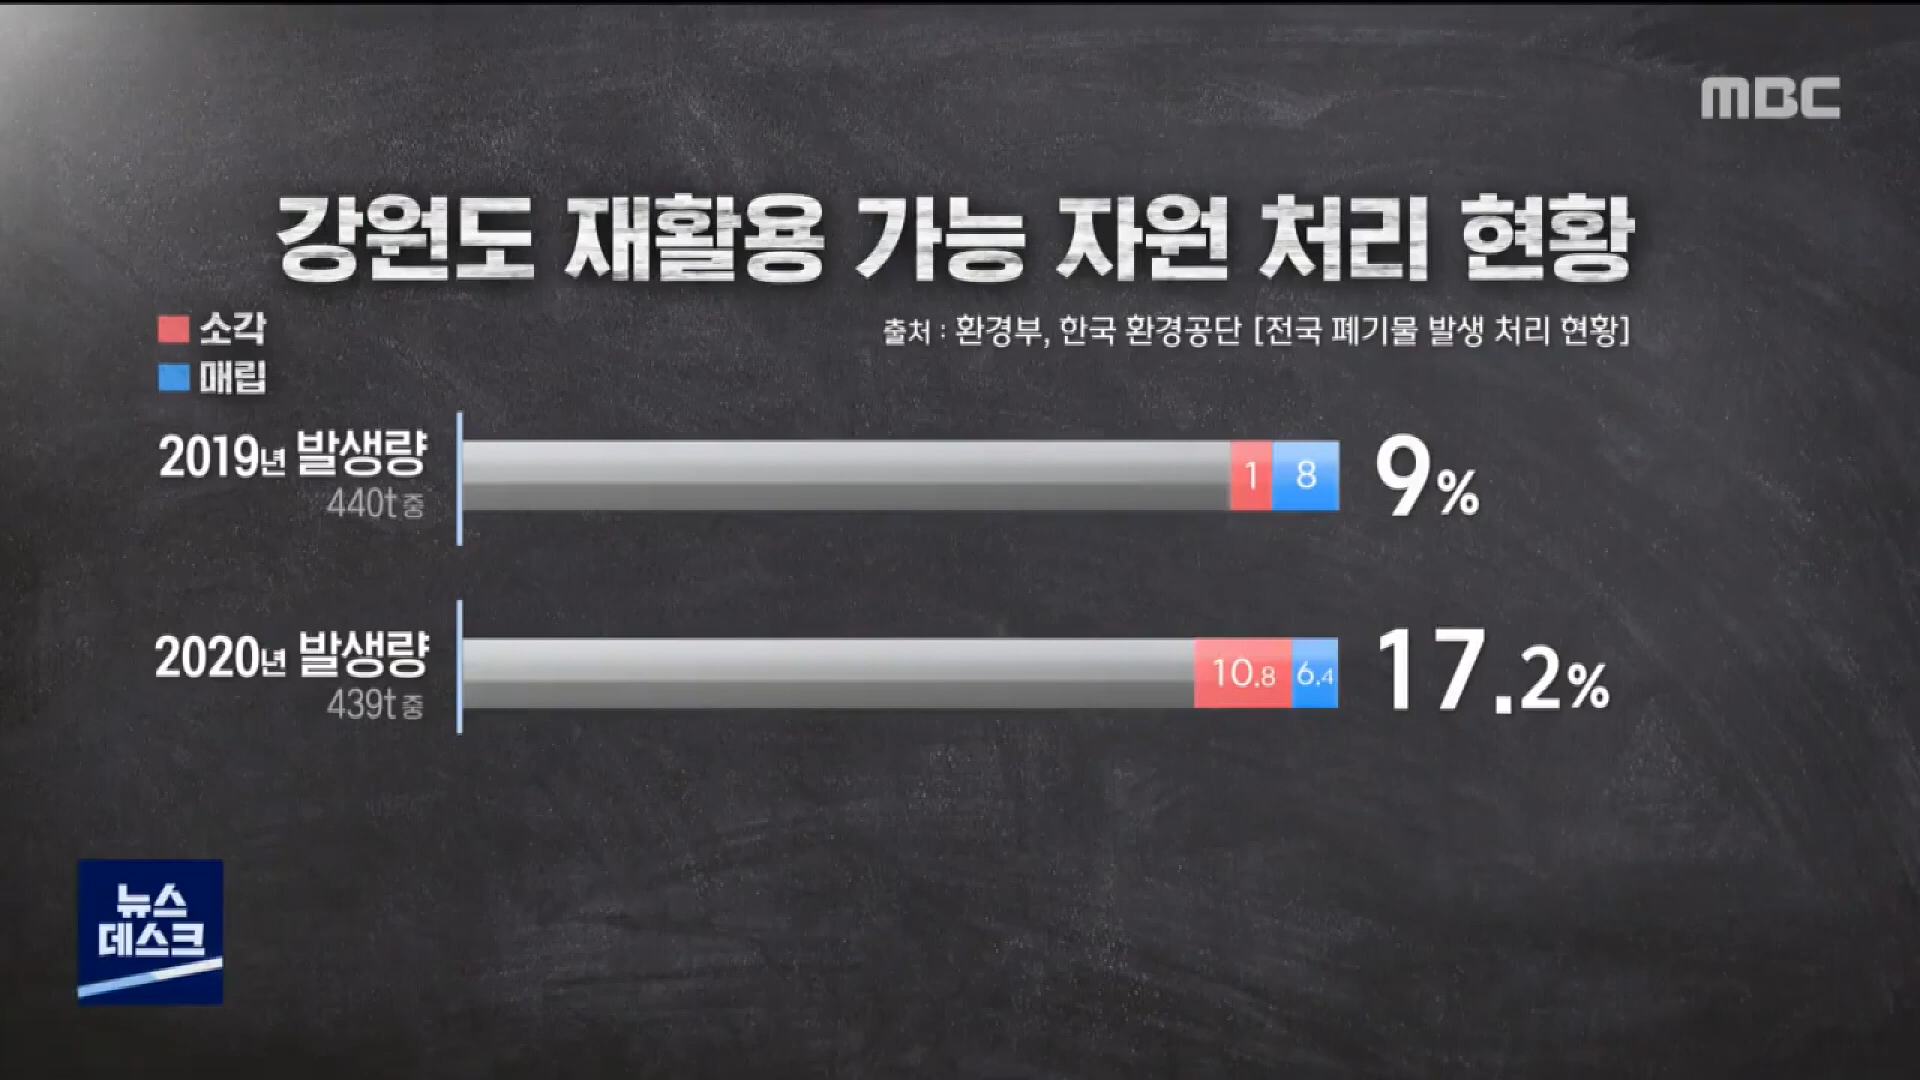 MBC
강원도 재활용 가능 자원 처리 현황
출처 : 환경부, 한국 환경공단 [전국 폐기물 발생 처리 현황]
소각
매립
2019년 발생량
440t 중
1 8
9%
2020년 발생량
439t 중
10.8 6.4
17.2%
뉴스
데스크